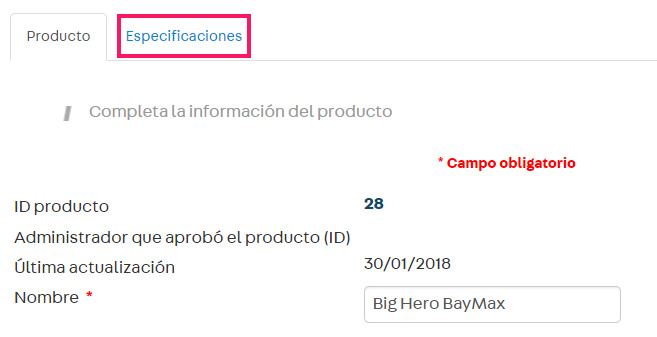 Producto Especificaciones
Completa la información del producto
* Campo obligatorio
ID producto 28
Administrador que aprobó el producto (ID)
Última actualización 30/01/2018
Nombre * Big Hero BayMax